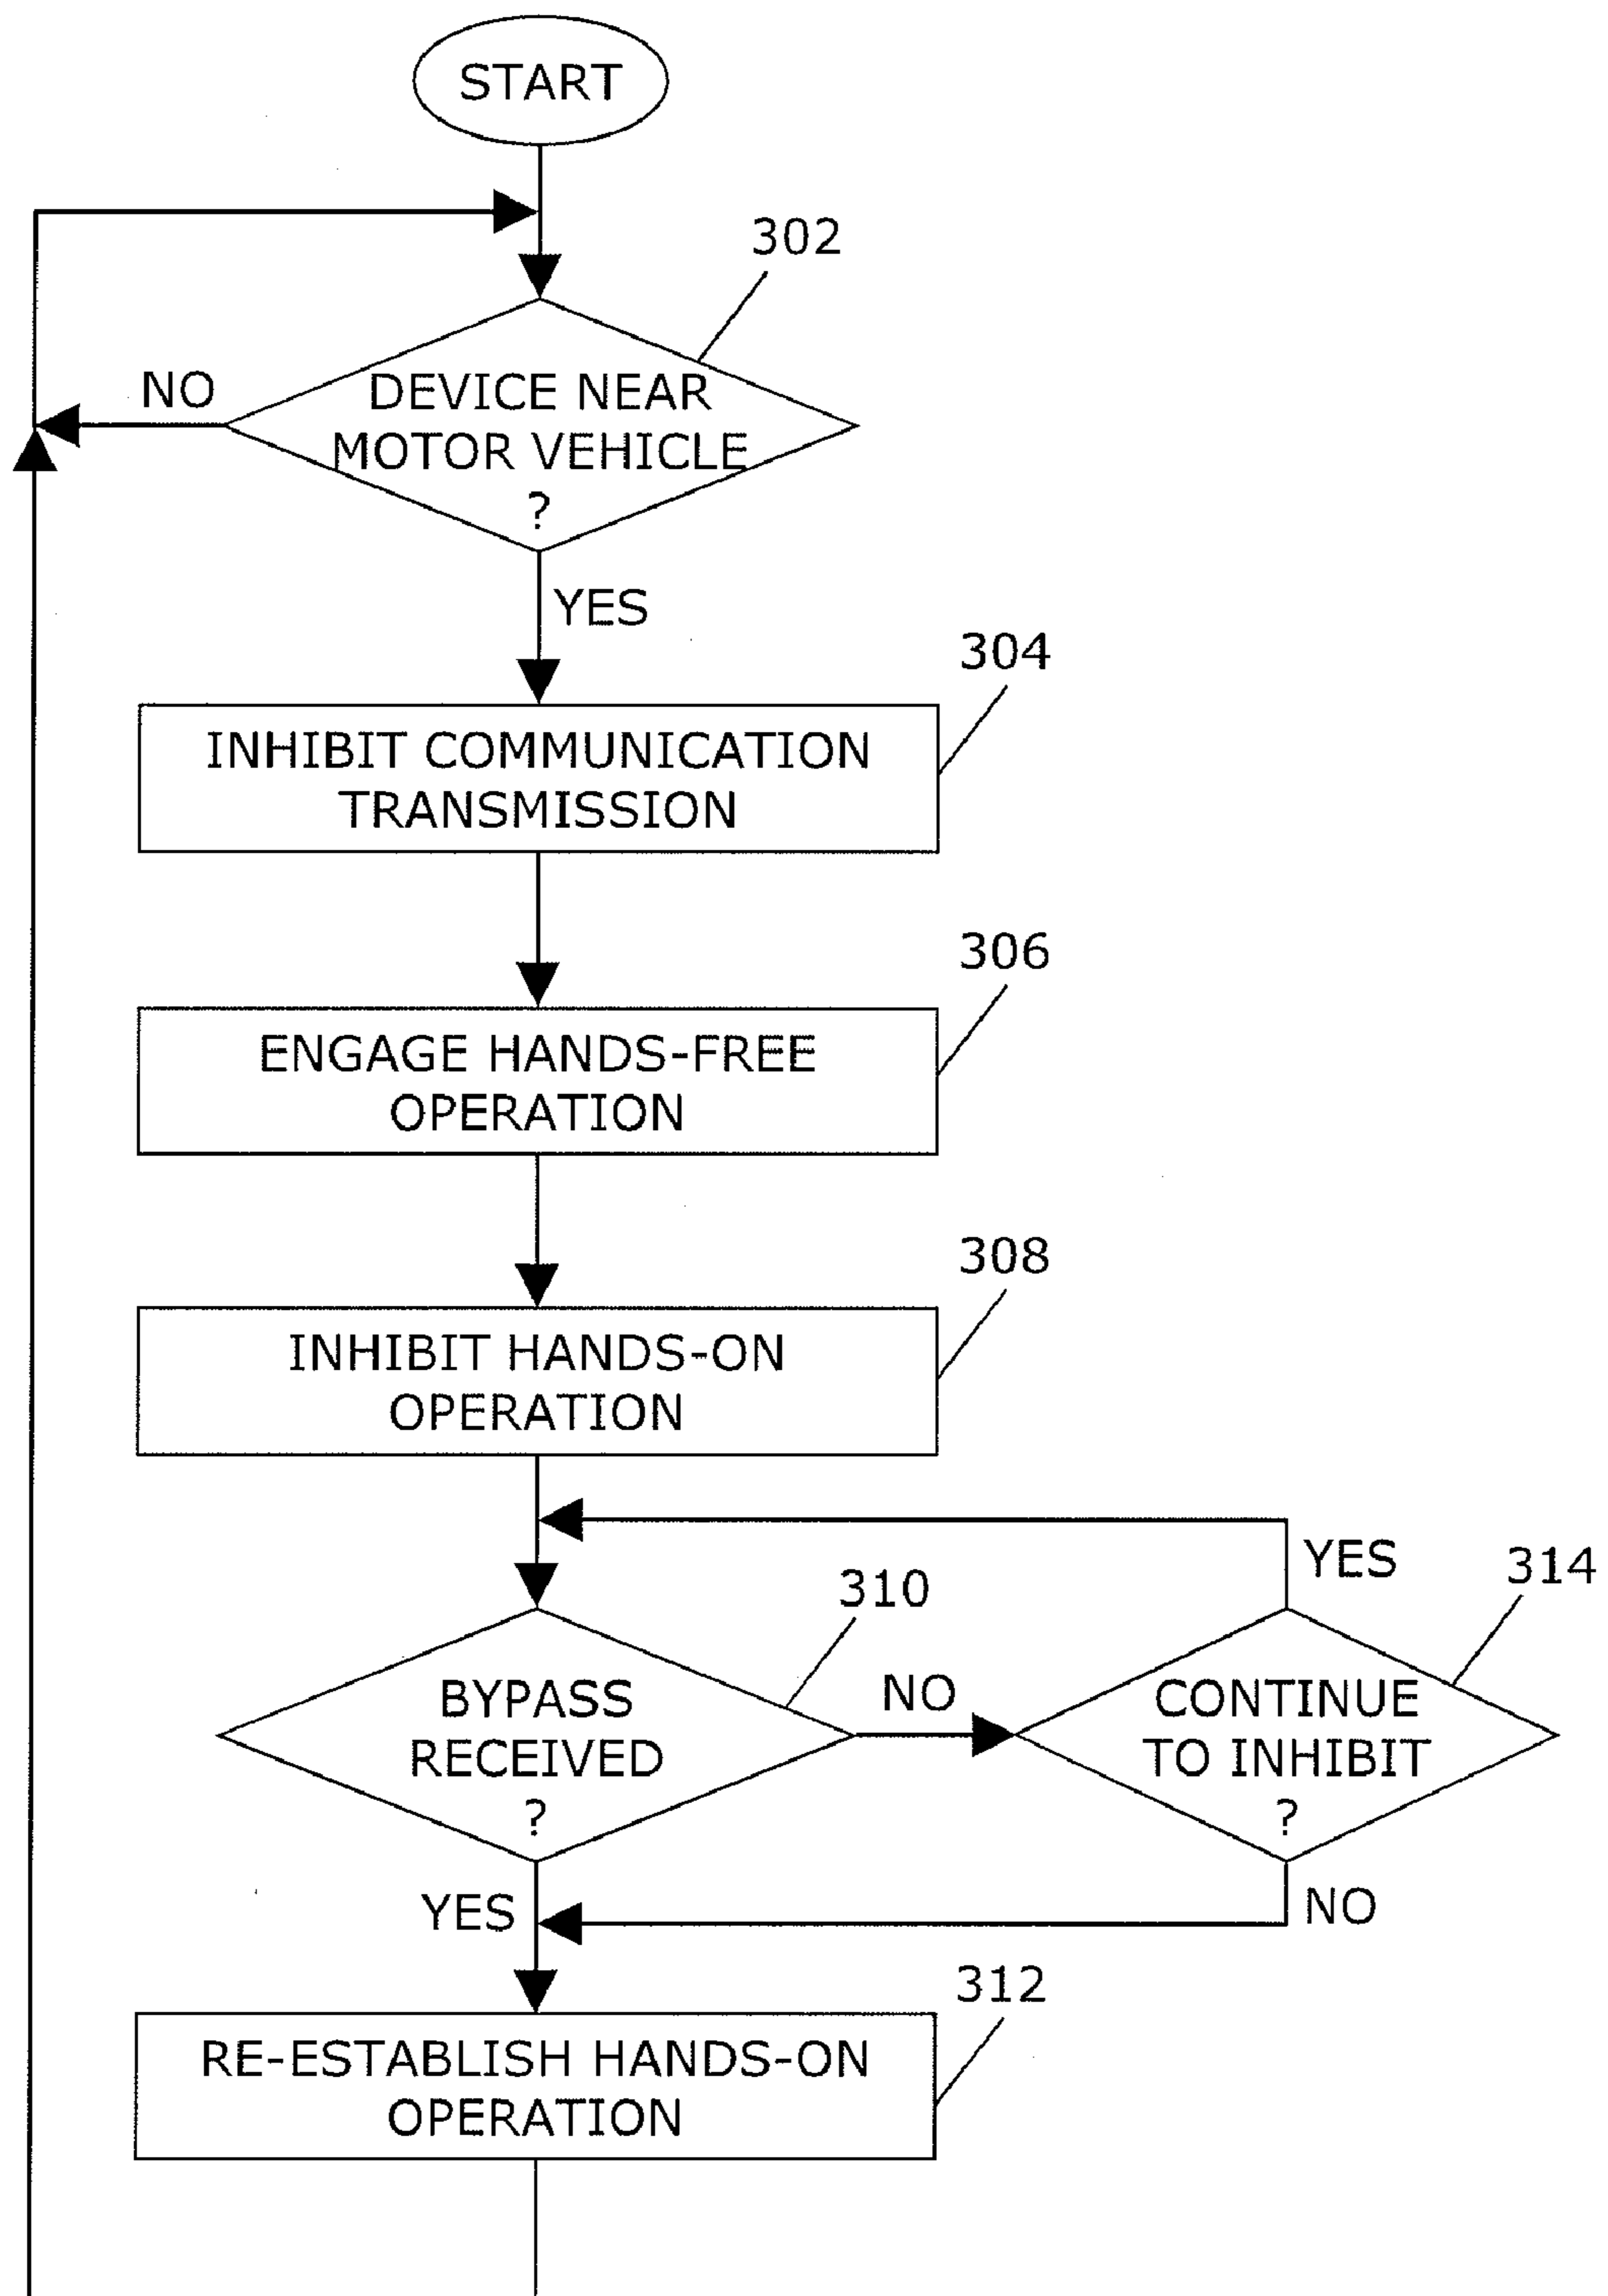 START
302
NO
DEVICE NEAR
MOTOR VEHICLE
?
YES
304
INHIBIT COMMUNICATION
TRANSMISSION
306
ENGAGE HANDS-FREE
OPERATION
308
INHIBIT HANDS-ON
OPERATION
YES
314
310
BYPASS
RECEIVED
?
NO
CONTINUE
TO INHIBIT
?
YES
NO
312
RE-ESTABLISH HANDS-ON
OPERATION